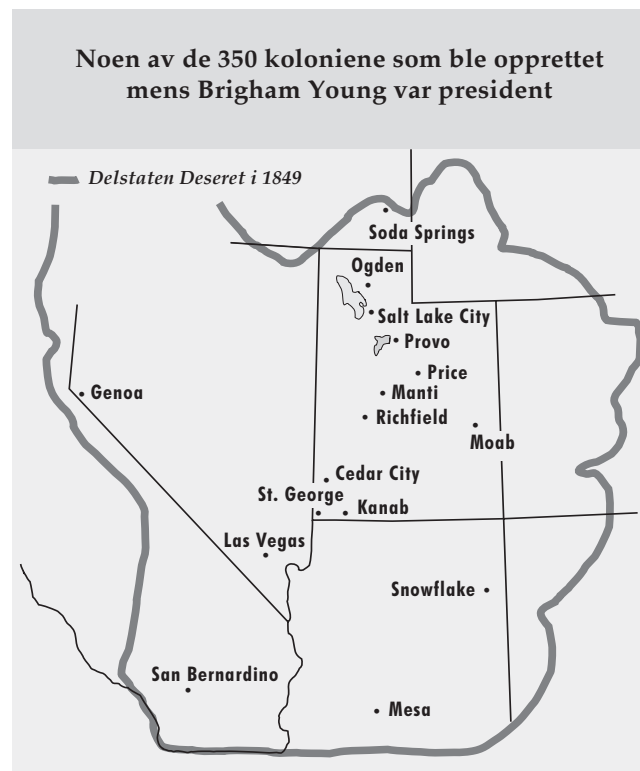 Noen av de 350 koloniene som ble opprettet
mens Brigham Young var president
Delstaten Deseret i 1849
Soda Springs
Ogden
Salt Lake City
Provo
Price
Genoa
Manti
Richfield
Moab
Cedar City
St. George
Kanab
Las Vegas
Snowflake
San Bernardino
Mesa